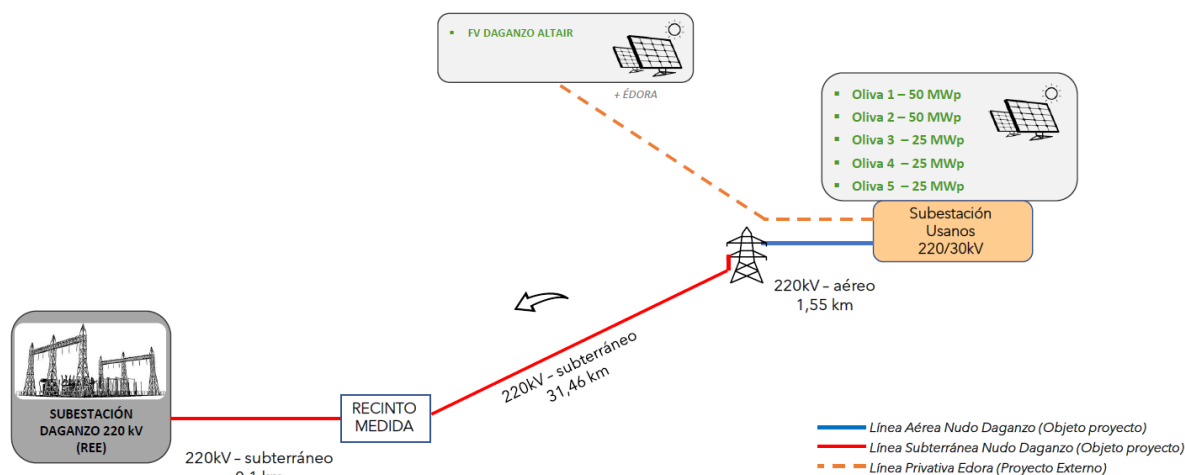 FV DAGANZO ALTAIR
+ ÉDORA
Oliva 1 – 50 MWp
Oliva 2 – 50 MWp
Oliva 3 – 25 MWp
Oliva 4 – 25 MWp
Oliva 5 – 25 MWp
Subestación
Usanos
220/30kV
220kV – aéreo
1,55 km
220kV – subterráneo
31,46 km
RECINTO
MEDIDA
SUBESTACIÓN
DAGANZO 220 kV
(REE)
220kV – subterráneo
0,1 km
Línea Aérea Nudo Daganzo (Objeto proyecto)
Línea Subterránea Nudo Daganzo (Objeto proyecto)
Línea Privativa Edora (Proyecto Externo)